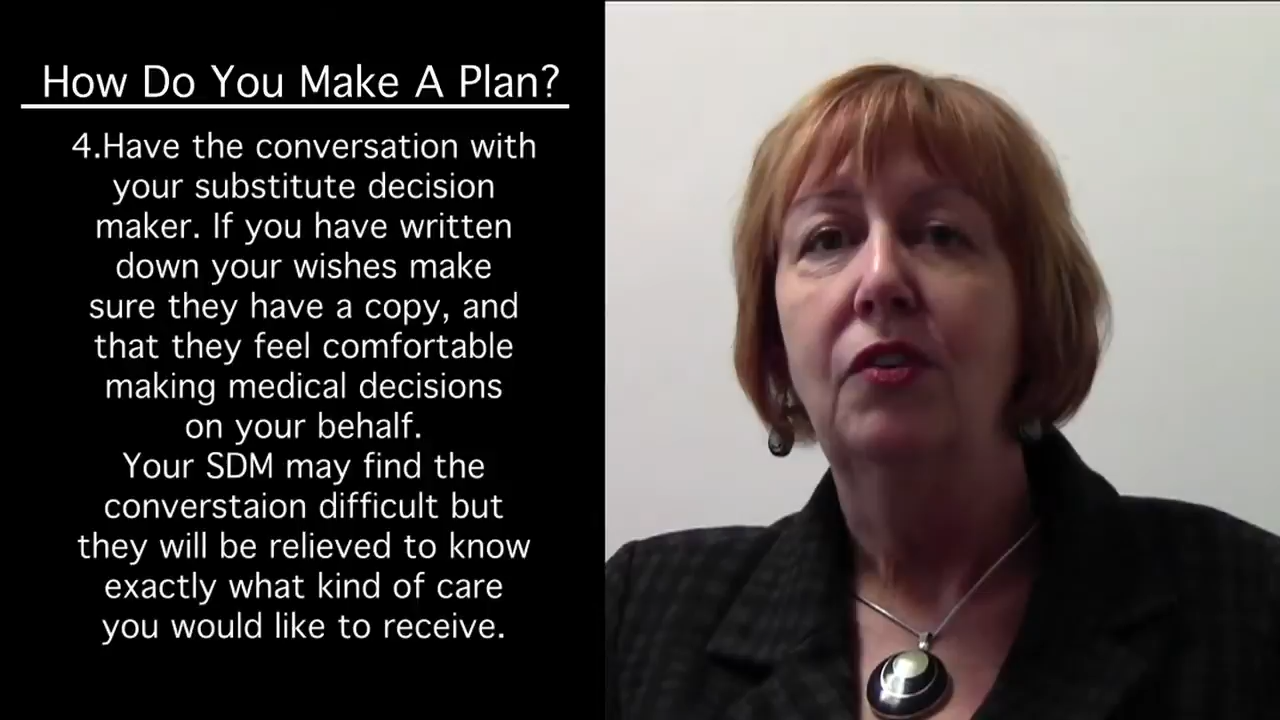 How Do You Make A Plan?
4.Have the conversation with
your substitute decision
maker. If you have written
down your wishes make
sure they have a copy, and
that they feel comfortable
making medical decisions
on your behalf.
Your SDM may find the
converstaion difficult but
they will be relieved to know
exactly what kind of care
you would like to receive.